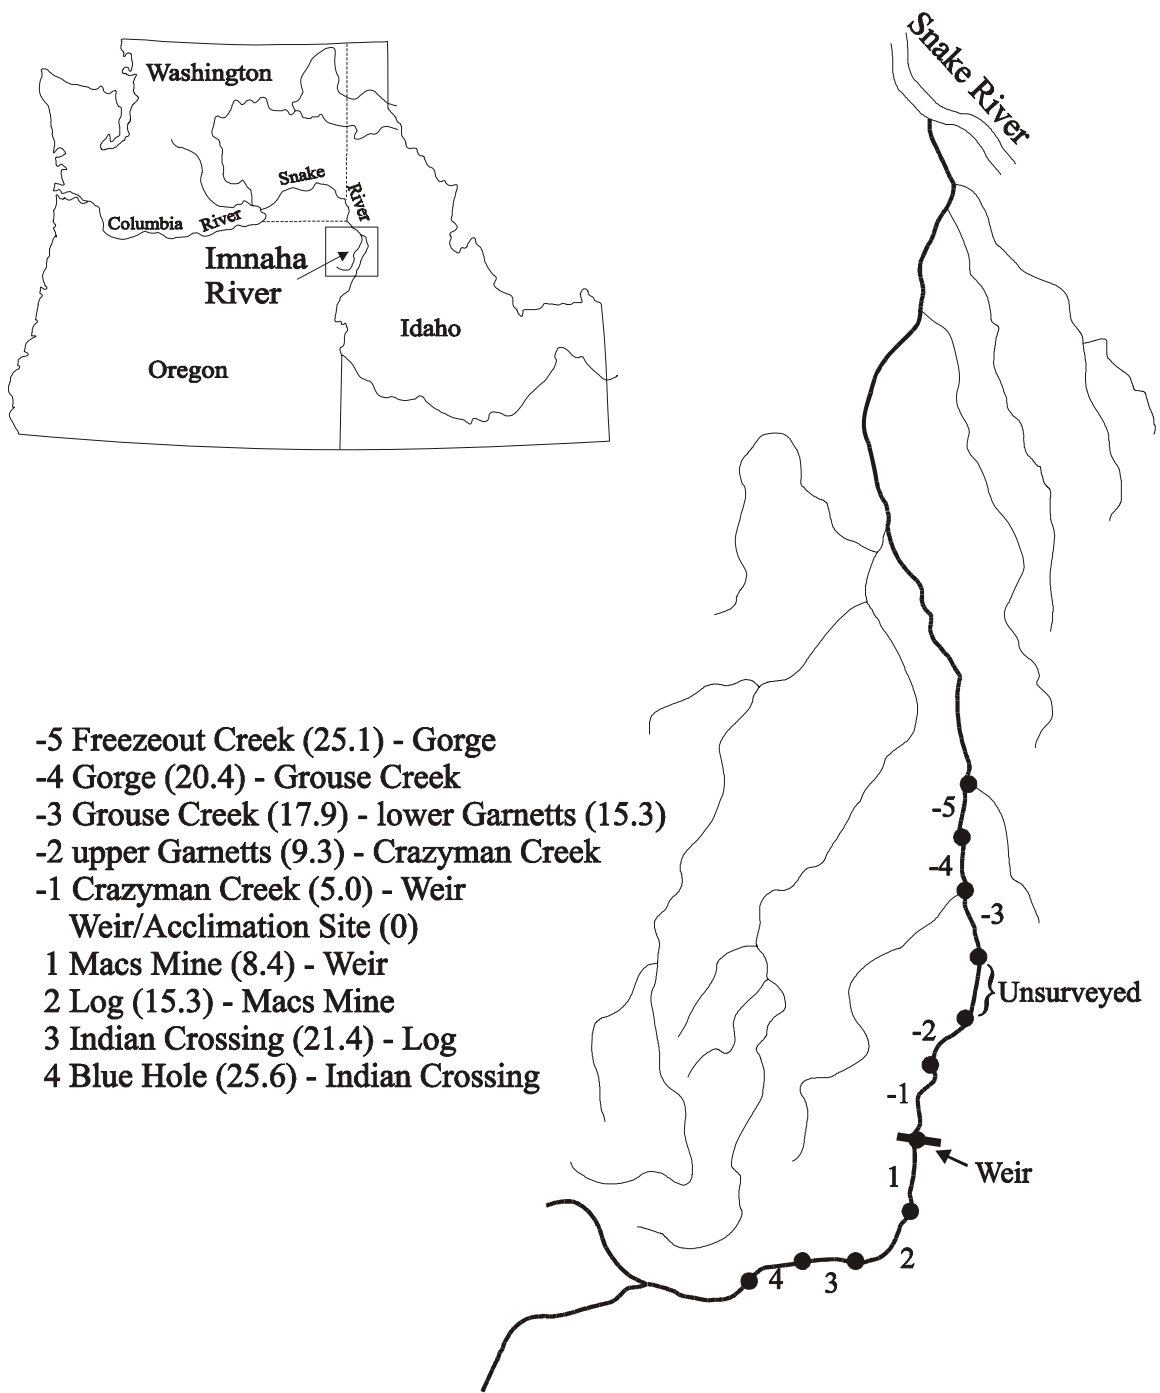 Snake River
Washington
Snake
River
Columbia River
Imnaha
River
Idaho
Oregon
-5 Freezeout Creek (25.1) - Gorge
-4 Gorge (20.4) - Grouse Creek
-3 Grouse Creek (17.9) - lower Garnetts (15.3)
-2 upper Garnetts (9.3) - Crazyman Creek
-1 Crazyman Creek (5.0) - Weir
Weir/Acclimation Site (0)
1 Macs Mine (8.4) - Weir
2 Log (15.3) - Macs Mine
3 Indian Crossing (21.4) - Log
4 Blue Hole (25.6) - Indian Crossing
-5
-4
-3
Unsurveyed
-2
-1
Weir
1
2
3
4